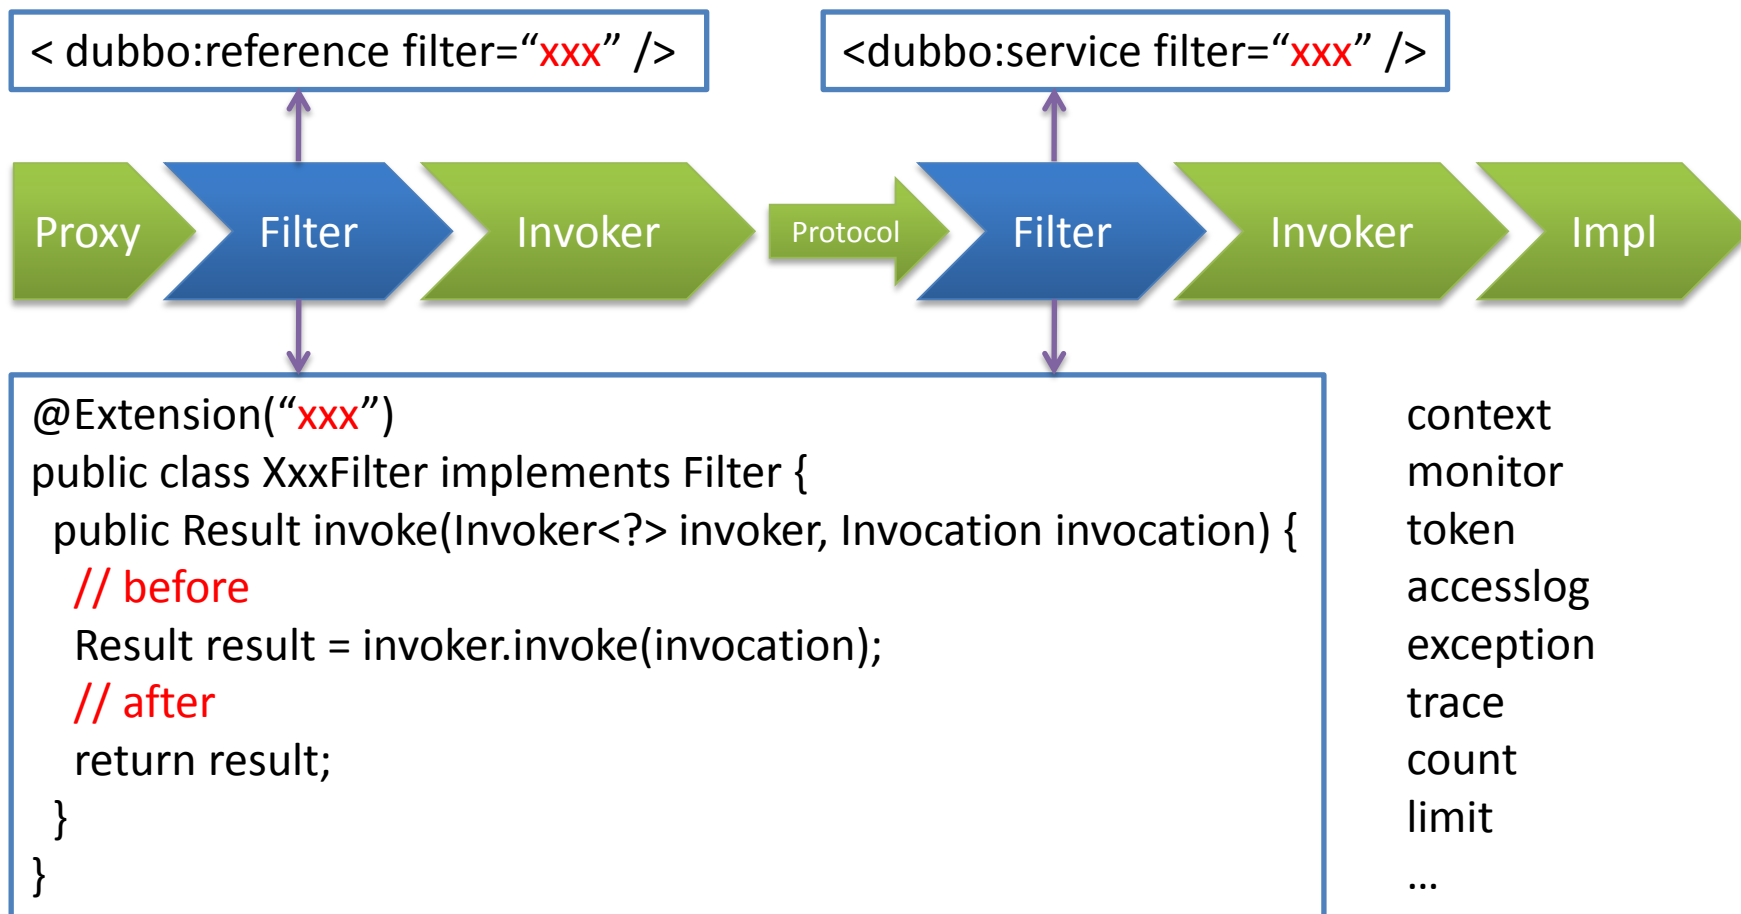 < dubbo:reference filter=“xxx” />
<dubbo:service filter=“xxx” />
Proxy
Filter
Invoker
Protocol
Filter
Invoker
Impl
@Extension(“xxx”)
public class XxxFilter implements Filter {
public Result invoke(Invoker<?> invoker, Invocation invocation) {
// before
Result result = invoker.invoke(invocation);
// after
return result;
}
}
context
monitor
token
accesslog
exception
trace
count
limit
...